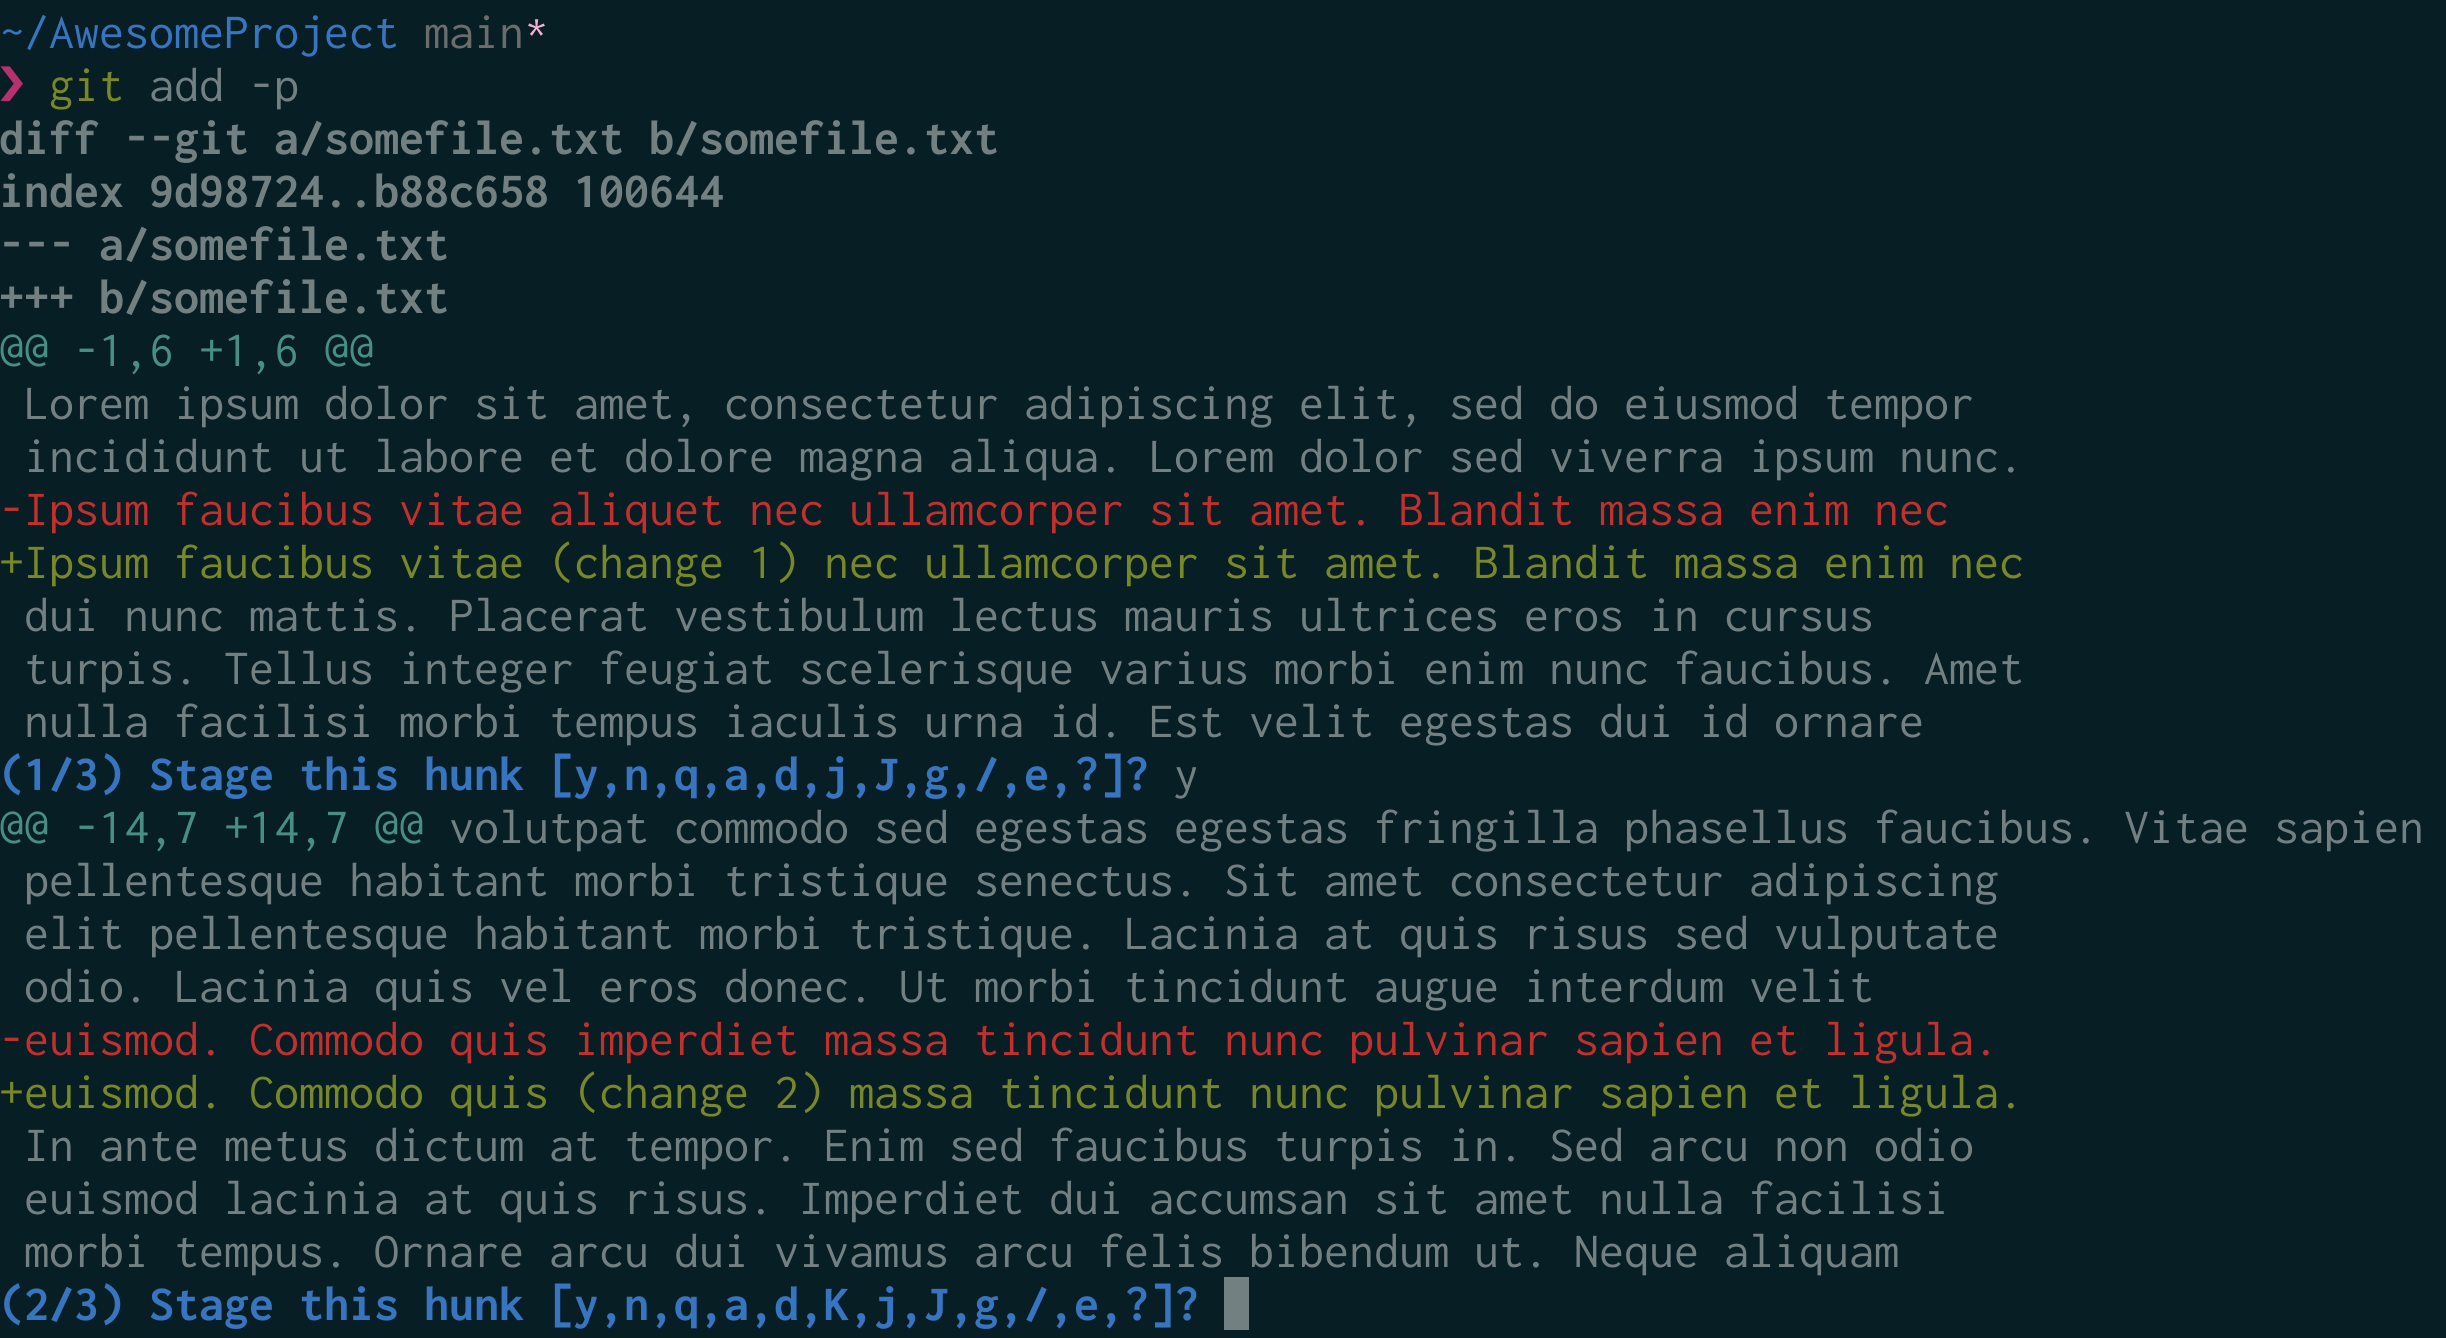 ~/AwesomeProject main*
❯ git add -p
diff --git a/somefile.txt b/somefile.txt
index 9d98724..b88c658 100644
--- a/somefile.txt
+++ b/somefile.txt
@@ -1,6 +1,6 @@
 Lorem ipsum dolor sit amet, consectetur adipiscing elit, sed do eiusmod tempor
 incididunt ut labore et dolore magna aliqua. Lorem dolor sed viverra ipsum nunc.
-Ipsum faucibus vitae aliquet nec ullamcorper sit amet. Blandit massa enim nec
+Ipsum faucibus vitae (change 1) nec ullamcorper sit amet. Blandit massa enim nec
 dui nunc mattis. Placerat vestibulum lectus mauris ultrices eros in cursus
 turpis. Tellus integer feugiat scelerisque varius morbi enim nunc faucibus. Amet
 nulla facilisi morbi tempus iaculis urna id. Est velit egestas dui id ornare
(1/3) Stage this hunk [y,n,q,a,d,j,J,g,/,e,?]? y
@@ -14,7 +14,7 @@ volutpat commodo sed egestas egestas fringilla phasellus faucibus. Vitae sapien
 pellentesque habitant morbi tristique senectus. Sit amet consectetur adipiscing
 elit pellentesque habitant morbi tristique. Lacinia at quis risus sed vulputate
 odio. Lacinia quis vel eros donec. Ut morbi tincidunt augue interdum velit
-euismod. Commodo quis imperdiet massa tincidunt nunc pulvinar sapien et ligula.
+euismod. Commodo quis (change 2) massa tincidunt nunc pulvinar sapien et ligula.
 In ante metus dictum at tempor. Enim sed faucibus turpis in. Sed arcu non odio
 euismod lacinia at quis risus. Imperdiet dui accumsan sit amet nulla facilisi
 morbi tempus. Ornare arcu dui vivamus arcu felis bibendum ut. Neque aliquam
(2/3) Stage this hunk [y,n,q,a,d,K,j,J,g,/,e,?]?